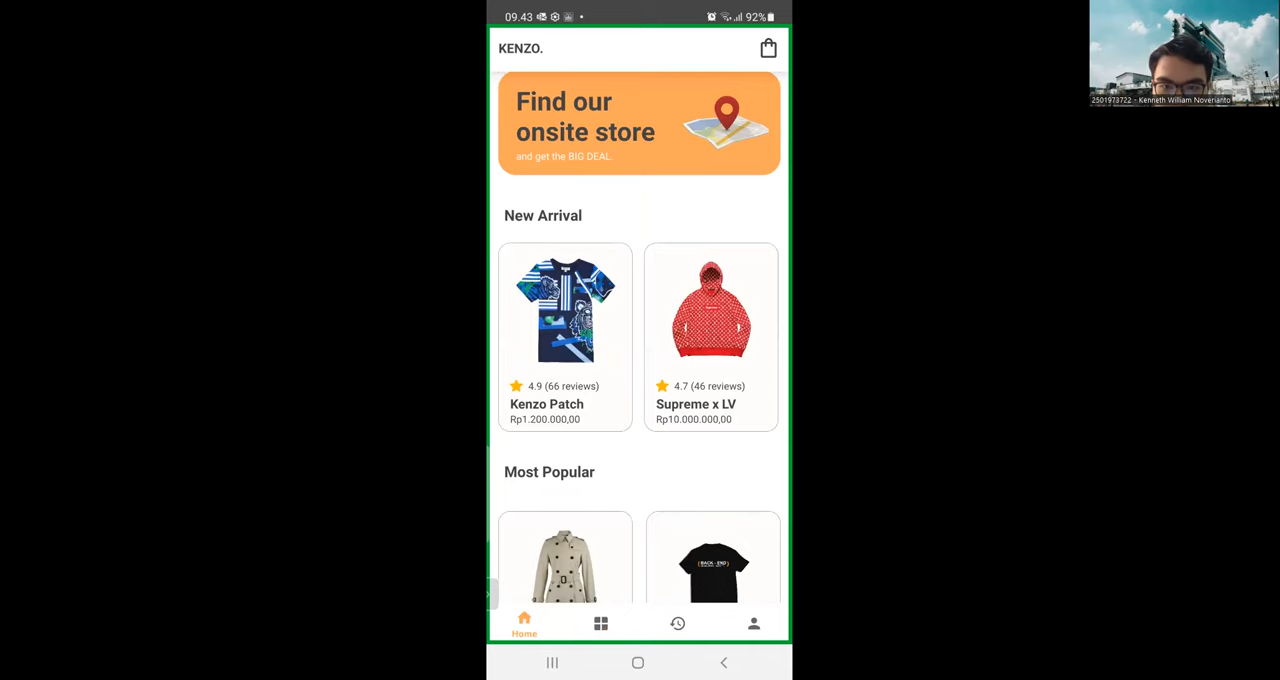 09.43
92%
KENZO.
Find our
onsite store
and get the BIG DEAL.
New Arrival
4.9 (66 reviews)
Kenzo Patch
Rp1.200.000,00
4.7 (46 reviews)
Supreme x LV
Rp10.000.000,00
Most Popular
BACK - END
Home
2501973722 - Kenneth William Noverianto